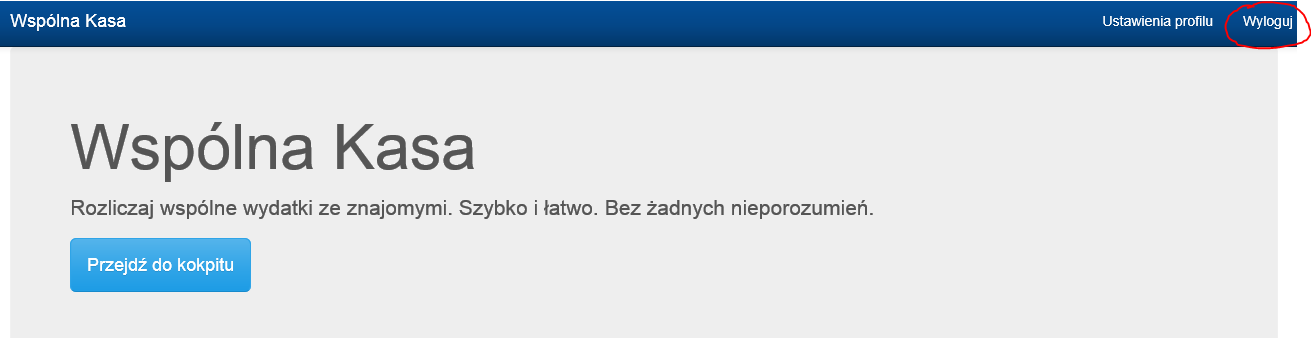 Wspólna Kasa
Ustawienia profilu
Wyloguj
Wspólna Kasa
Rozliczaj wspólne wydatki ze znajomymi. Szybko i łatwo. Bez żadnych nieporozumień.
Przejdź do kokpitu